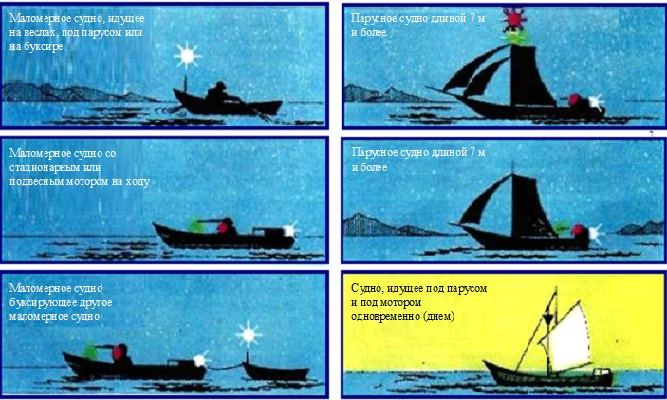 Маломерное судно, идущее
на веслах, под парусом или
на буксире
Парусное судно длиной 7 м
и более
Маломерное судно со
стационарным или
подвесным мотором на ходу
Парусное судно длиной 7 м
и более
Маломерное судно
буксирующее другое
маломерное судно
Судно, идущее под парусом
и под мотором
одновременно (днем)